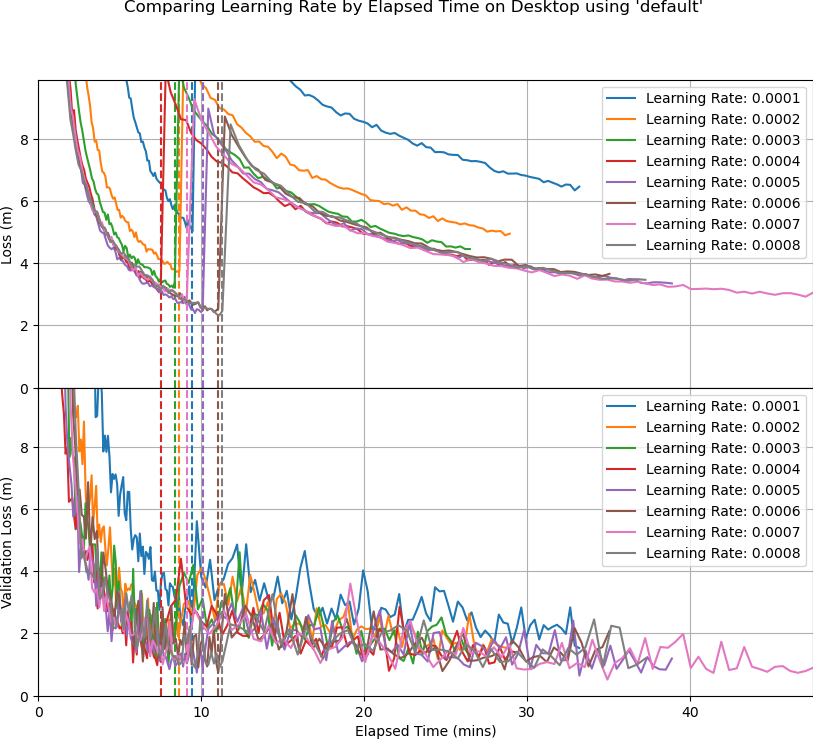 Comparing Learning Rate by Elapsed Time on Desktop using 'default'
Loss (m)
8
6
4
2
0
Learning Rate: 0.0001
Learning Rate: 0.0002
Learning Rate: 0.0003
Learning Rate: 0.0004
Learning Rate: 0.0005
Learning Rate: 0.0006
Learning Rate: 0.0007
Learning Rate: 0.0008
Validation Loss (m)
8
6
4
2
0
Learning Rate: 0.0001
Learning Rate: 0.0002
Learning Rate: 0.0003
Learning Rate: 0.0004
Learning Rate: 0.0005
Learning Rate: 0.0006
Learning Rate: 0.0007
Learning Rate: 0.0008
0 10 20 30 40
Elapsed Time (mins)